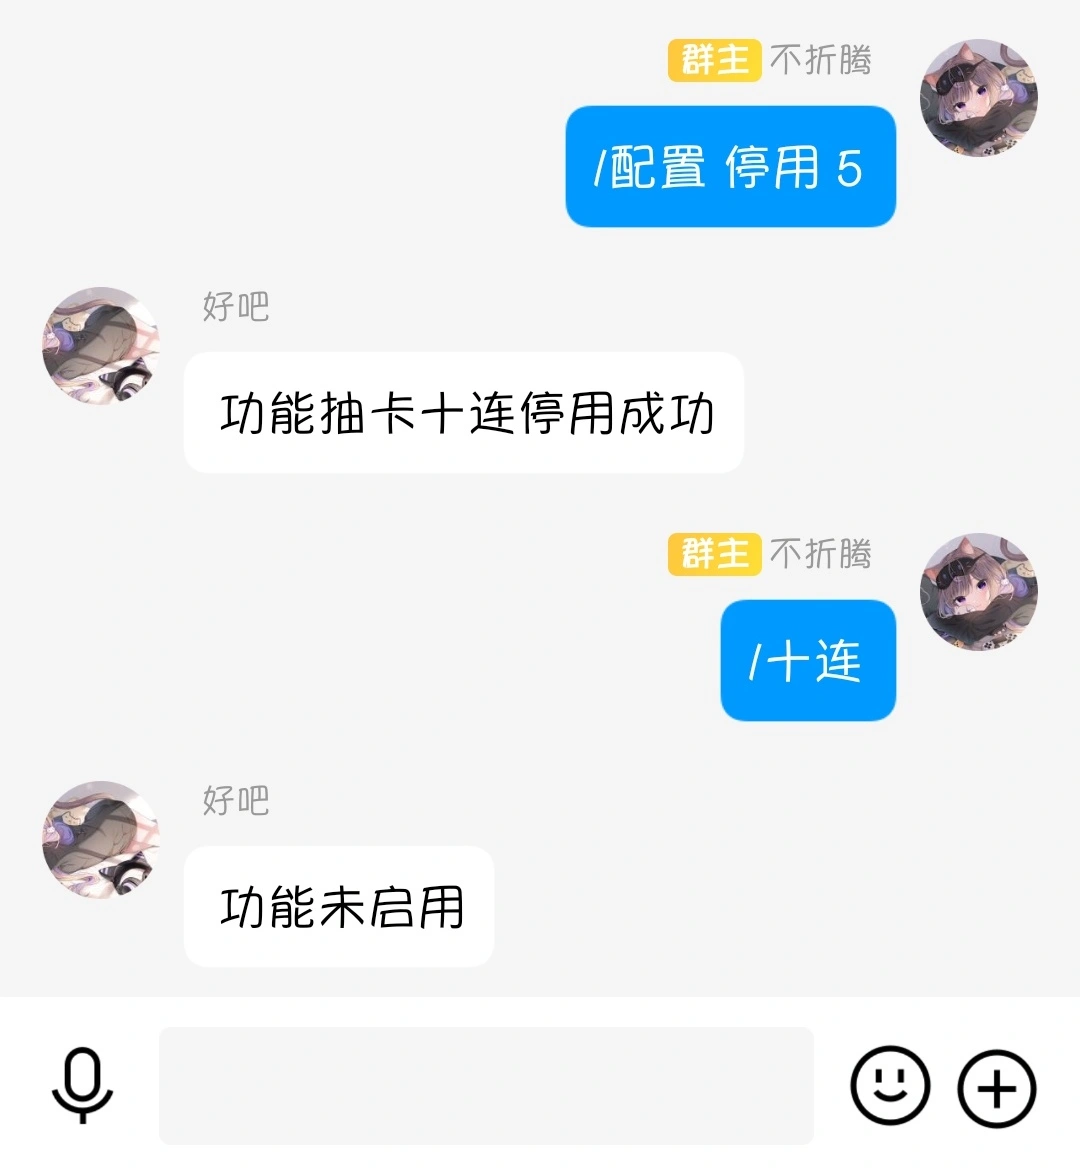 群主 不折腾
/配置 停用 5
好吧
功能抽卡十连停用成功
群主 不折腾
/十连
好吧
功能未启用